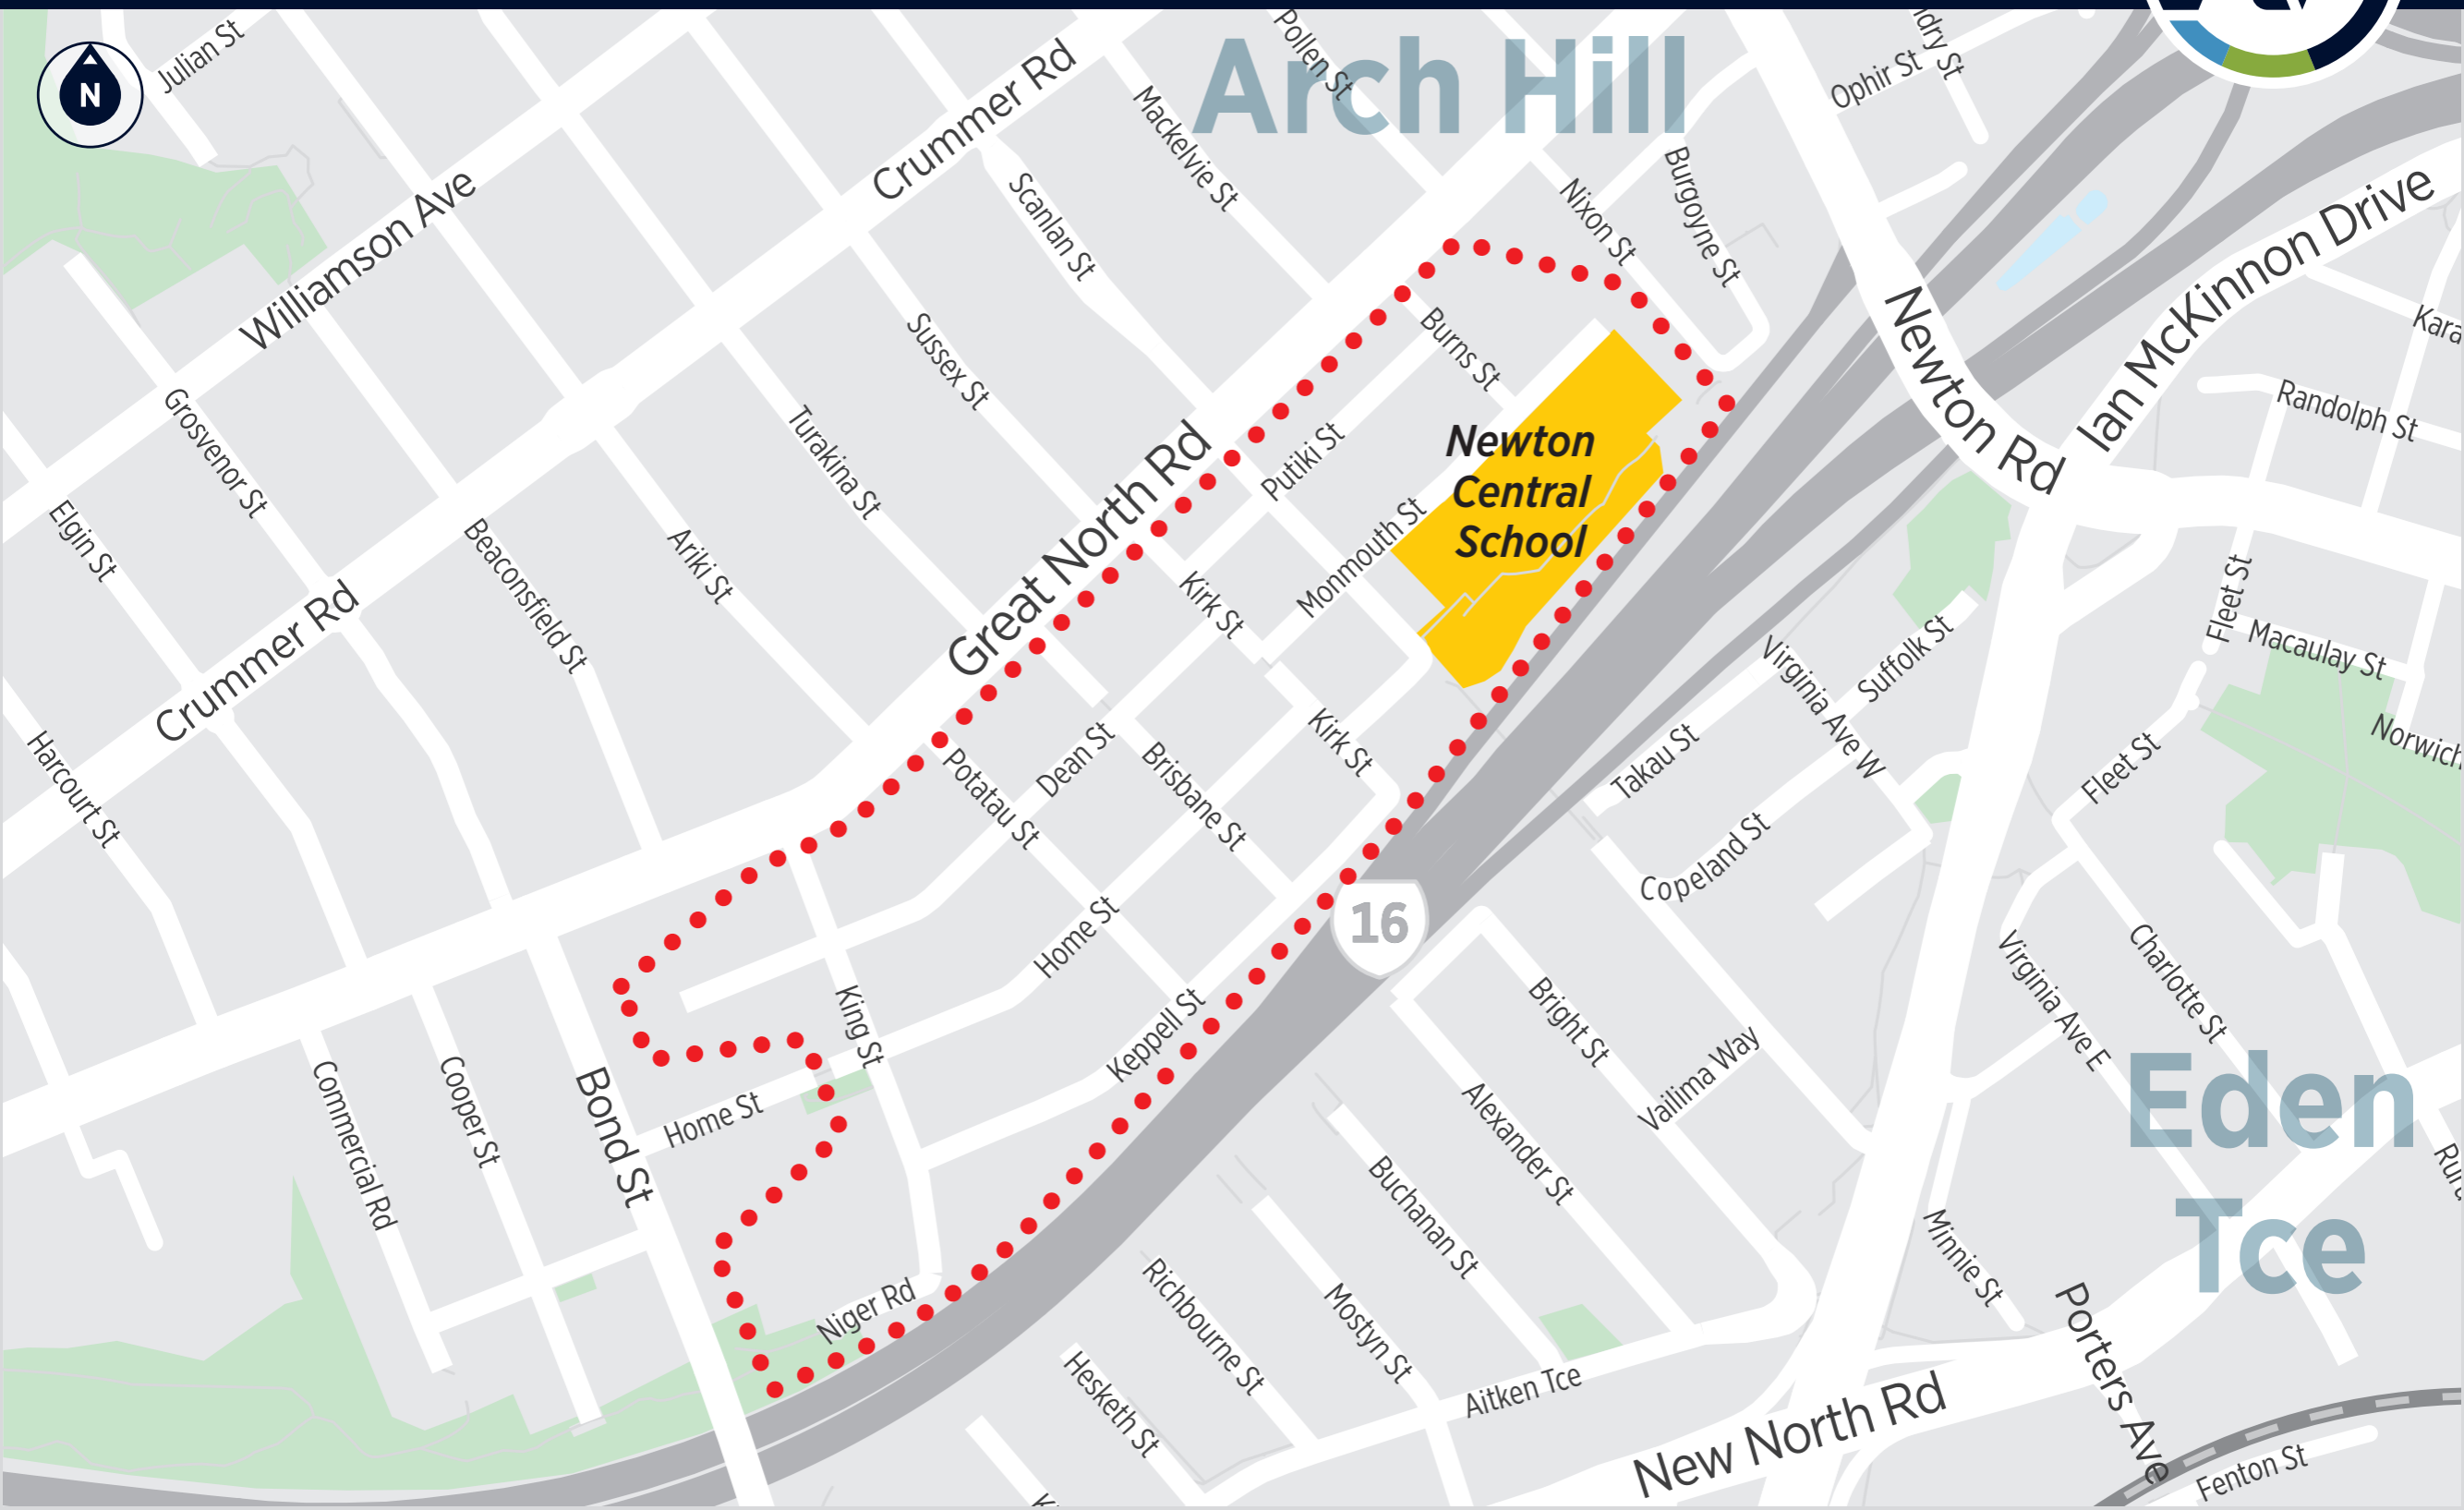 N
Julian St
Arch Hill
Pollen St
Ophir St
Crummer Rd
Mackelvie St
Burgoyne St
Nixon St
Scanlan St
Williamson Ave
Ian McKinnon Drive
Newton Rd
Sussex St
Burns St
Randolph St
Grosvenor St
Turakina St
Great North Rd
Putiki St
Newton
Central
School
Elgin St
Beaconsfield St
Ariki St
Monmouth St
Kirk St
Fleet St
Macaulay St
Crummer Rd
Virginia Ave W
Suffolk St
Harcourt St
Potatau St
Dean St
Brisbane St
Kirk St
Takau St
Fleet St
Norwich
Copeland St
16
Home St
King St
Keppell St
Bright St
Vailima Way
Virginia Ave E
Charlotte St
Eden
Tce
Commercial Rd
Cooper St
Bond St
Home St
Alexander St
Buchanan St
Minnie St
Niger Rd
Richbourne St
Mostyn St
Porters Ave
Hesketh St
Aitken Tce
New North Rd
Fenton St